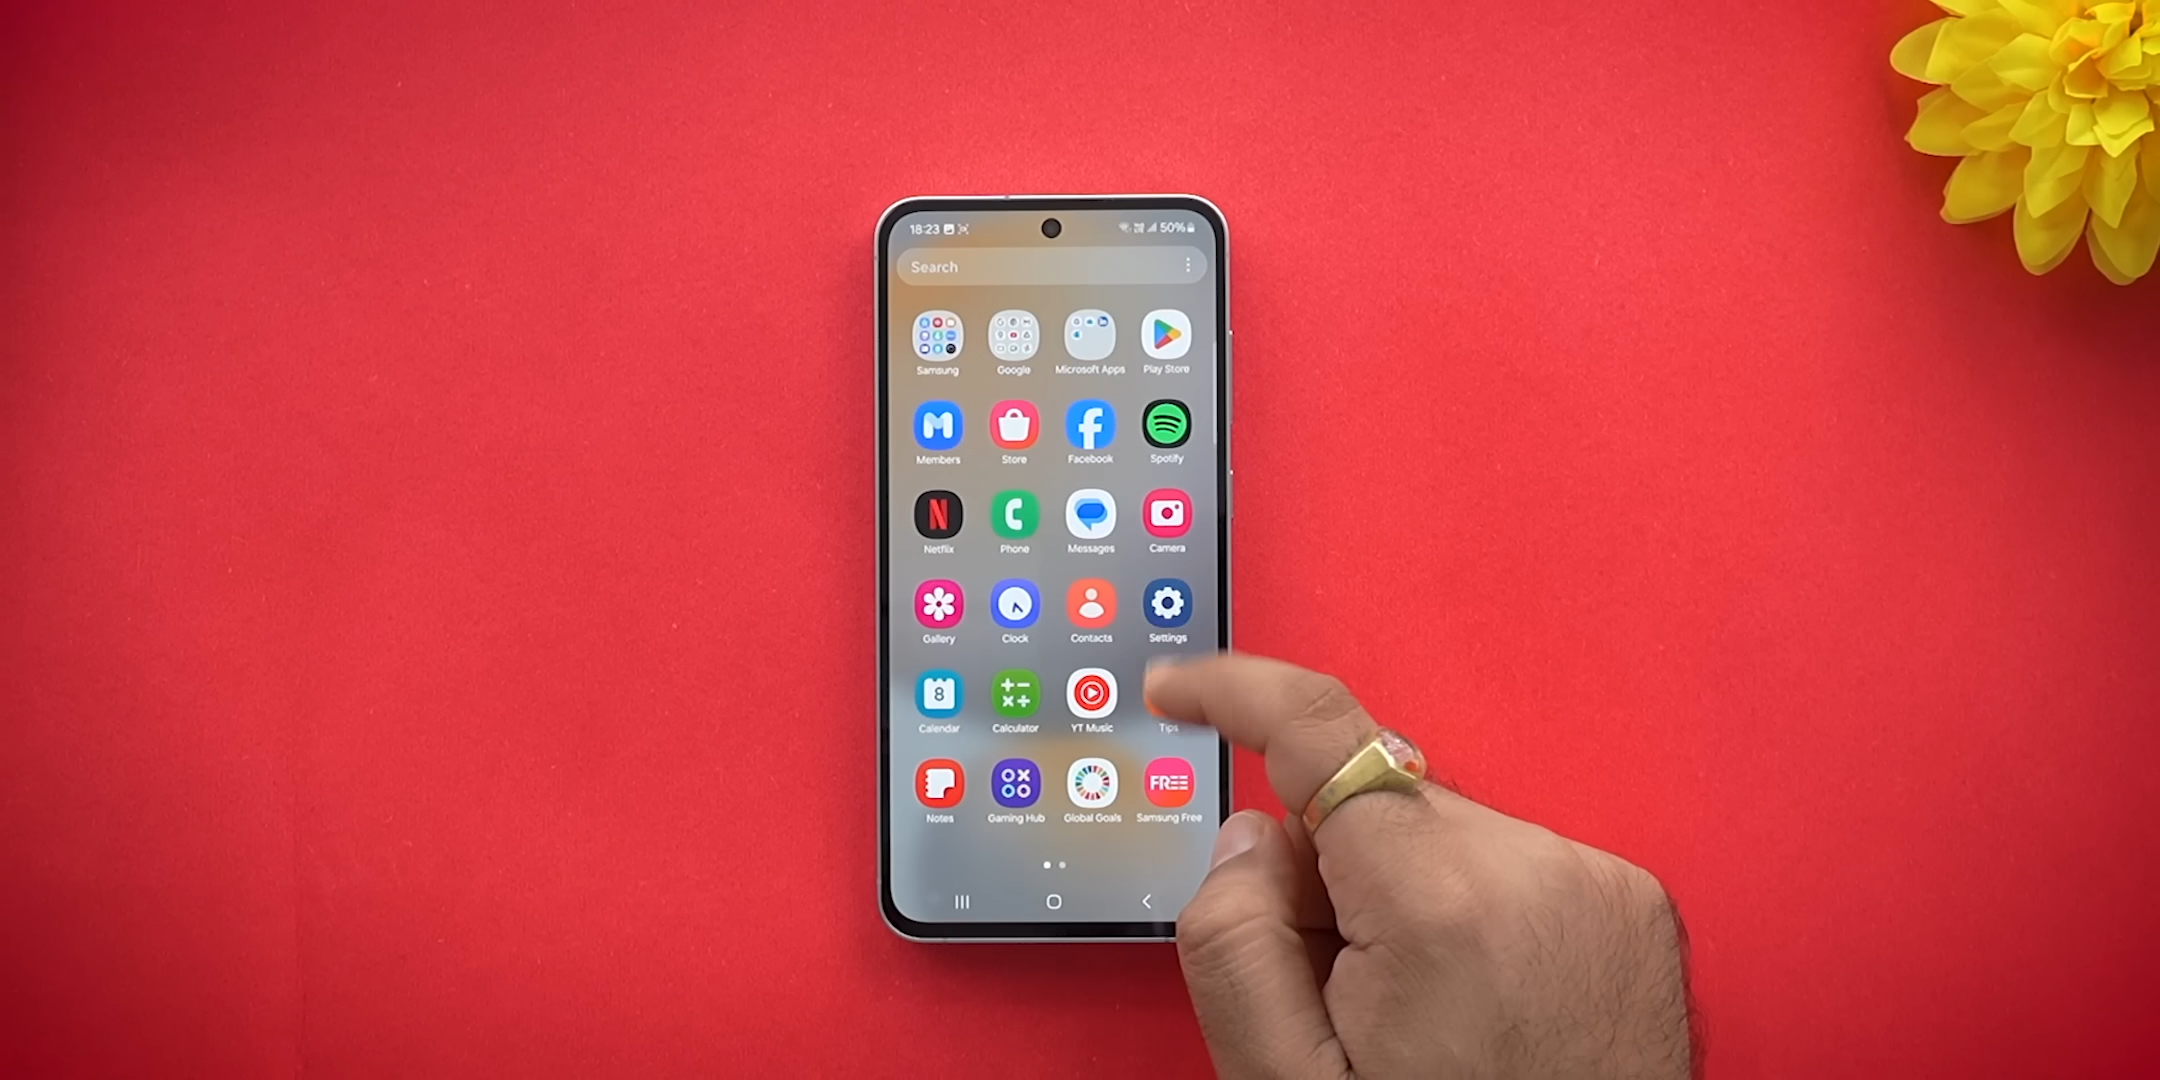 18:23 50%
Search
Samsung Google Microsoft Apps Play Store
Members Store Facebook Spotify
N
Netflix Phone Messages Camera
Gallery Clock Contacts Settings
8
Calendar Calculator YT Music Tips
FREE
Notes Gaming Hub Global Goals Samsung Free